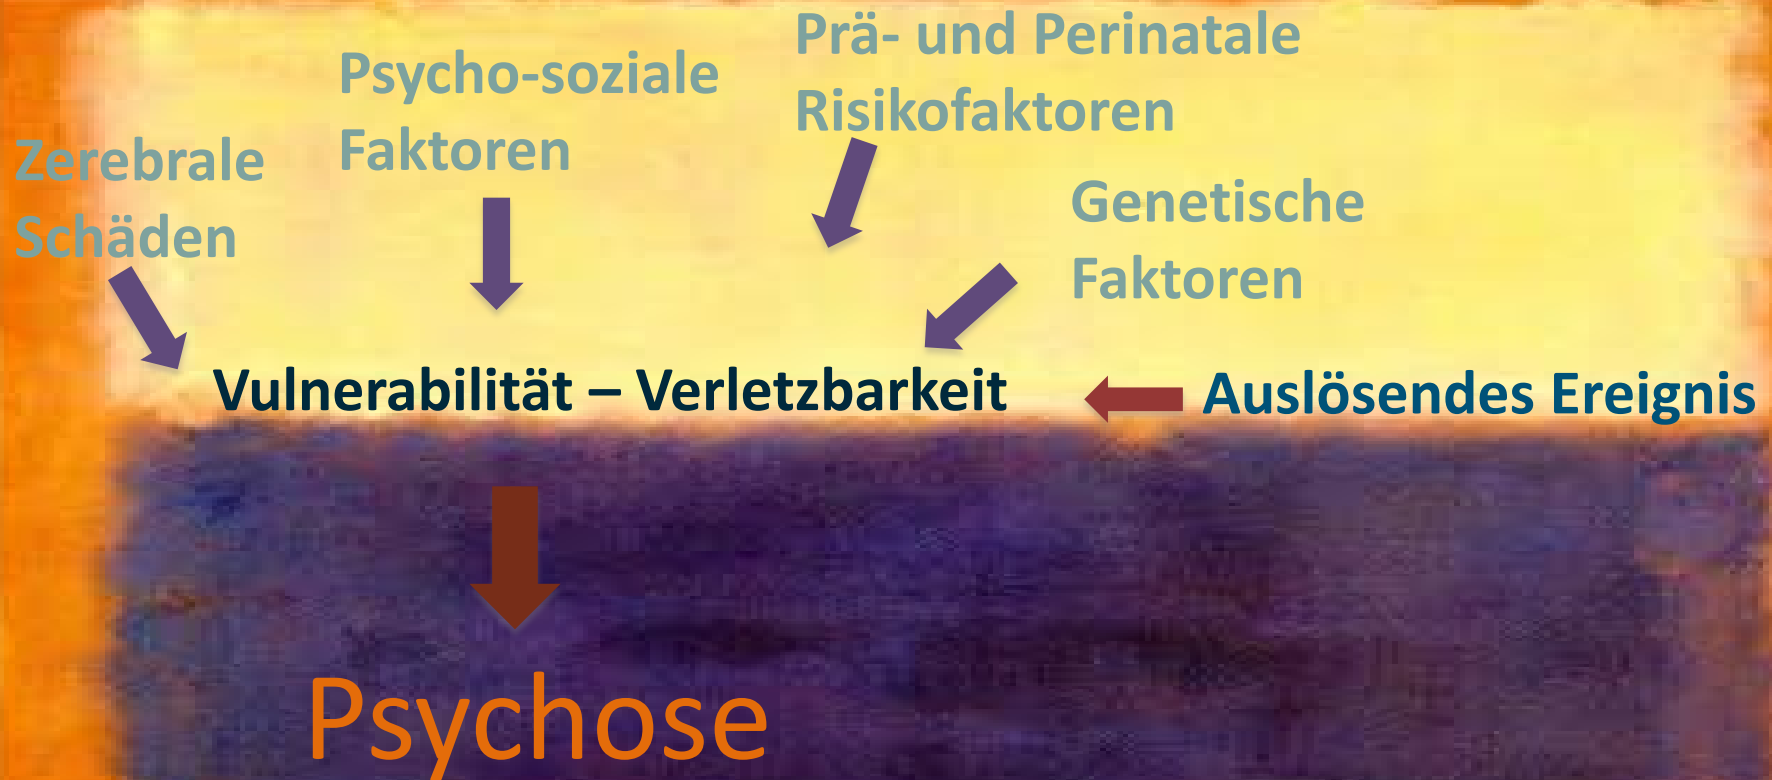 Prä- und Perinatale
Risikofaktoren
Psycho-soziale
Faktoren
Zerebrale
Schäden
Genetische
Faktoren
Vulnerabilität – Verletzbarkeit
Auslösendes Ereignis
Psychose